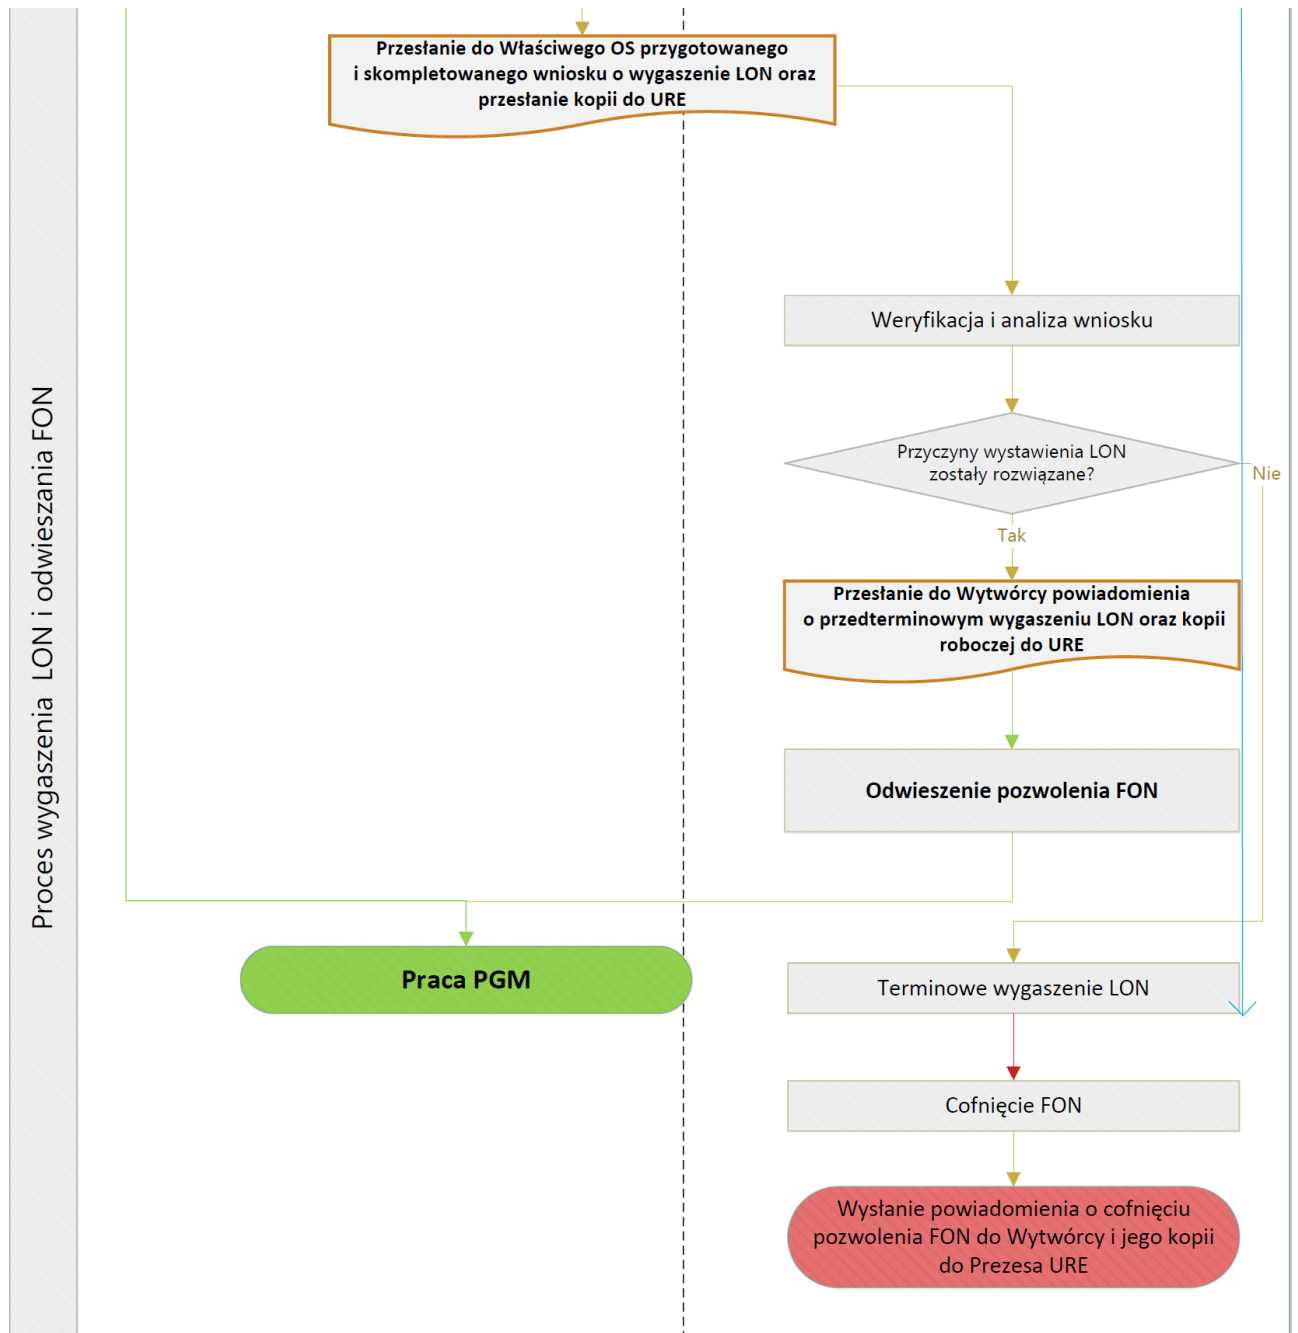 Proces wygaszenia LON i odwieszania FON
Przesłanie do Właściwego OS przygotowanego
i skompletowanego wniosku o wygaszenie LON oraz
przesłanie kopii do URE
Weryfikacja i analiza wniosku
Przyczyny wystawienia LON
zostały rozwiązane?
Nie
Tak
Przesłanie do Wytwórcy powiadomienia
o przedterminowym wygaszeniu LON oraz kopii
roboczej do URE
Odwieszenie pozwolenia FON
Praca PGM
Terminowe wygaszenie LON
Cofnięcie FON
Wysłanie powiadomienia o cofnięciu
pozwolenia FON do Wytwórcy i jego kopii
do Prezesa URE